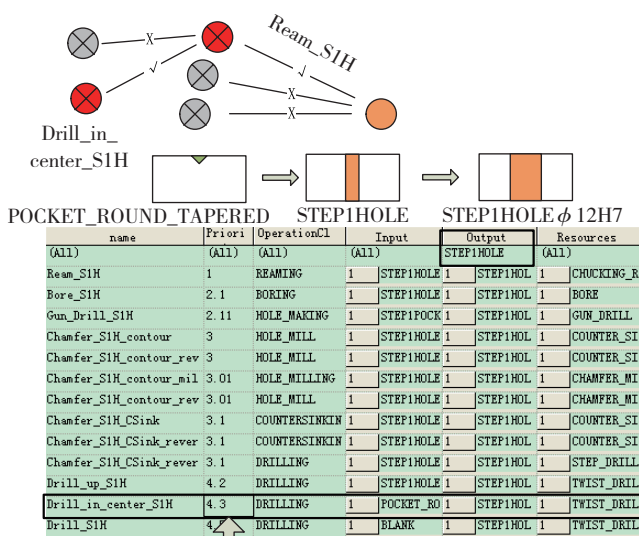 X
Ream_S1H
√
√
X
X
Drill_in_
center_S1H
POCKET_ROUND_TAPERED STEP1HOLE STEP1HOLE ϕ 12H7
name Priori OperationCl Input Output Resources
(All) (All) (All) (All) STEP1HOLE (All)
Ream_S1H 1 REAMING 1 STEP1HOLE 1 STEP1HOL 1 CHUCKING_R
Bore_S1H 2.1 BORING 1 STEP1HOLE 1 STEP1HOL 1 BORE
Gun_Drill_S1H 2.11 HOLE_MAKING 1 STEP1POCK 1 STEP1HOL 1 GUN_DRILL
Chamfer_S1H_contour 3 HOLE_MILL 1 STEP1HOLE 1 STEP1HOL 1 COUNTER_SI
Chamfer_S1H_contour_rev 3 HOLE_MILL 1 STEP1HOLE 1 STEP1HOL 1 COUNTER_SI
Chamfer_S1H_contour_mil 3.01 HOLE_MILLING 1 STEP1HOLE 1 STEP1HOL 1 CHAMFER_MI
Chamfer_S1H_contour_rev 3.01 HOLE_MILL 1 STEP1HOLE 1 STEP1HOL 1 CHAMFER_MI
Chamfer_S1H_CSink 3.1 COUNTERSINKIN 1 STEP1HOLE 1 STEP1HOL 1 COUNTER_SI
Chamfer_S1H_CSink_rever 3.1 COUNTERSINKIN 1 STEP1HOLE 1 STEP1HOL 1 COUNTER_SI
Chamfer_S1H_CSink_rever 3.1 DRILLING 1 STEP1HOLE 1 STEP1HOL 1 STEP_DRILL
Drill_up_S1H 4.2 DRILLING 1 STEP1HOLE 1 STEP1HOL 1 TWIST_DRIL
Drill_in_center_S1H 4.3 DRILLING 1 POCKET_RO 1 STEP1HOL 1 TWIST_DRIL
Drill_S1H DRILLING 1 BLANK 1 STEP1HOL 1 TWIST_DRIL